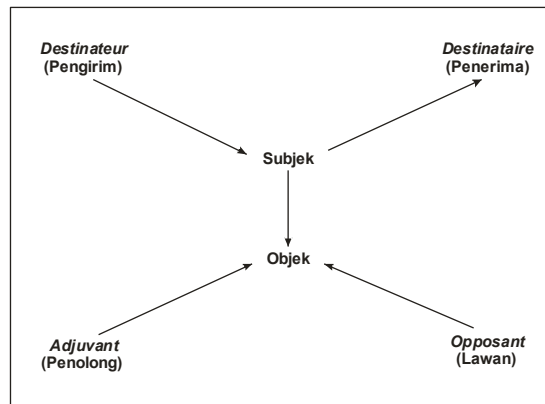 Destinateur
(Pengirim)
Destinataire
(Penerima)
Subjek
Objek
Adjuvant
(Penolong)
Opposant
(Lawan)